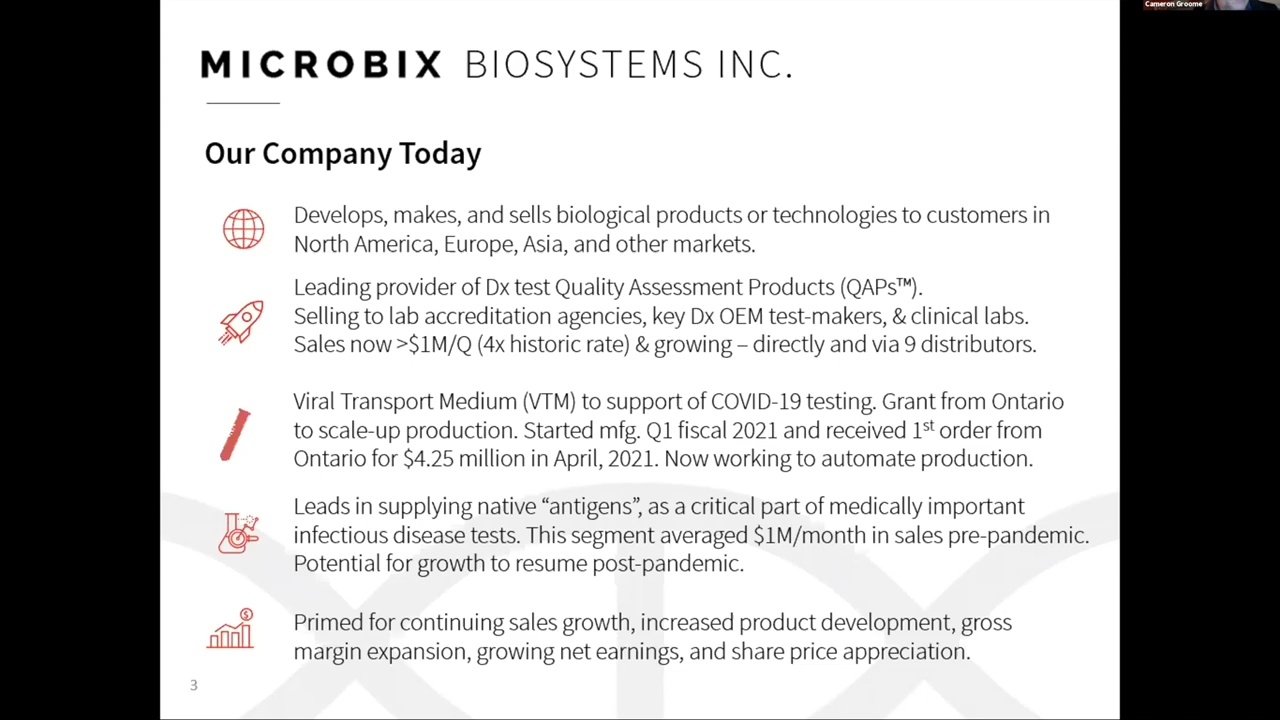 Cameron Groome
MICROBIX BIOSYSTEMS INC.
Our Company Today
Develops, makes, and sells biological products or technologies to customers in
North America, Europe, Asia, and other markets.
Leading provider of Dx test Quality Assessment Products (QAPs™).
Selling to lab accreditation agencies, key Dx OEM test-makers, & clinical labs.
Sales now >$1M/Q (4x historic rate) & growing – directly and via 9 distributors.
Viral Transport Medium (VTM) to support of COVID-19 testing. Grant from Ontario
to scale-up production. Started mfg. Q1 fiscal 2021 and received 1st order from
Ontario for $4.25 million in April, 2021. Now working to automate production.
Leads in supplying native “antigens”, as a critical part of medically important
infectious disease tests. This segment averaged $1M/month in sales pre-pandemic.
Potential for growth to resume post-pandemic.
$
Primed for continuing sales growth, increased product development, gross
margin expansion, growing net earnings, and share price appreciation.
3